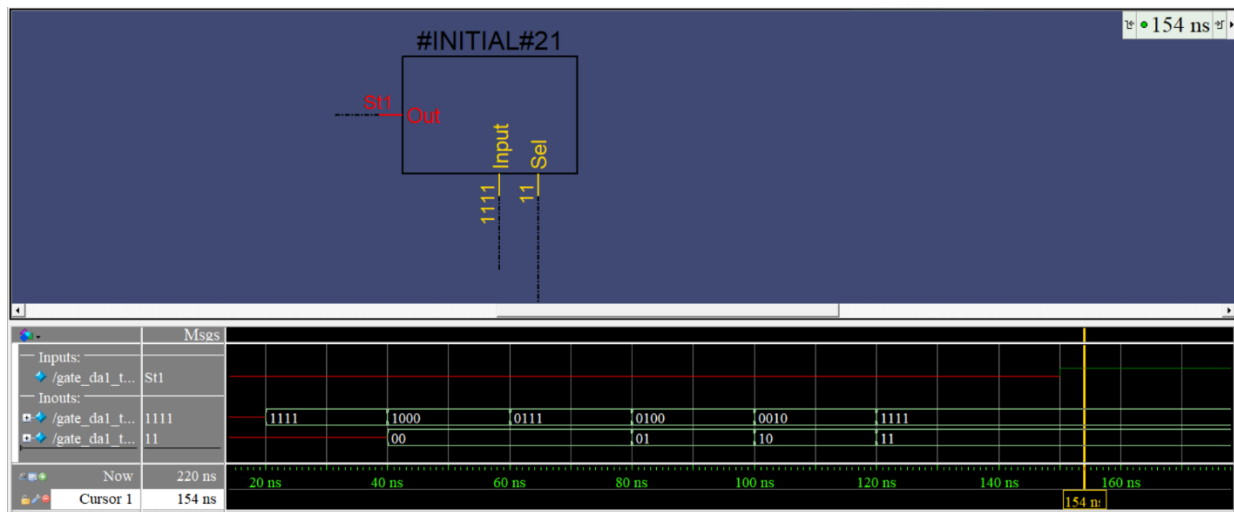 154 ns
#INITIAL#21
St1
Out
Input
Sel
1111
11
Msgs
Inputs:
/gate_da1_t... St1
Inouts:
/gate_da1_t... 1111 1111 1000 0111 0100 0010 1111
/gate_da1_t... 11 00 01 10 11
Now 220 ns 20 ns 40 ns 60 ns 80 ns 100 ns 120 ns 140 ns 160 ns
Cursor 1 154 ns 154 n